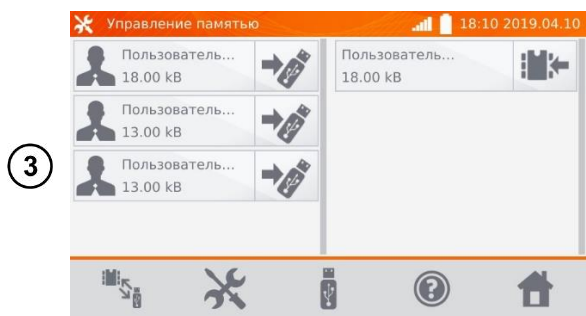 Управление памятью
18:10 2019.04.10
Пользователь...
18.00 kB
Пользователь...
13.00 kB
Пользователь...
13.00 kB
Пользователь...
18.00 kB
3
?